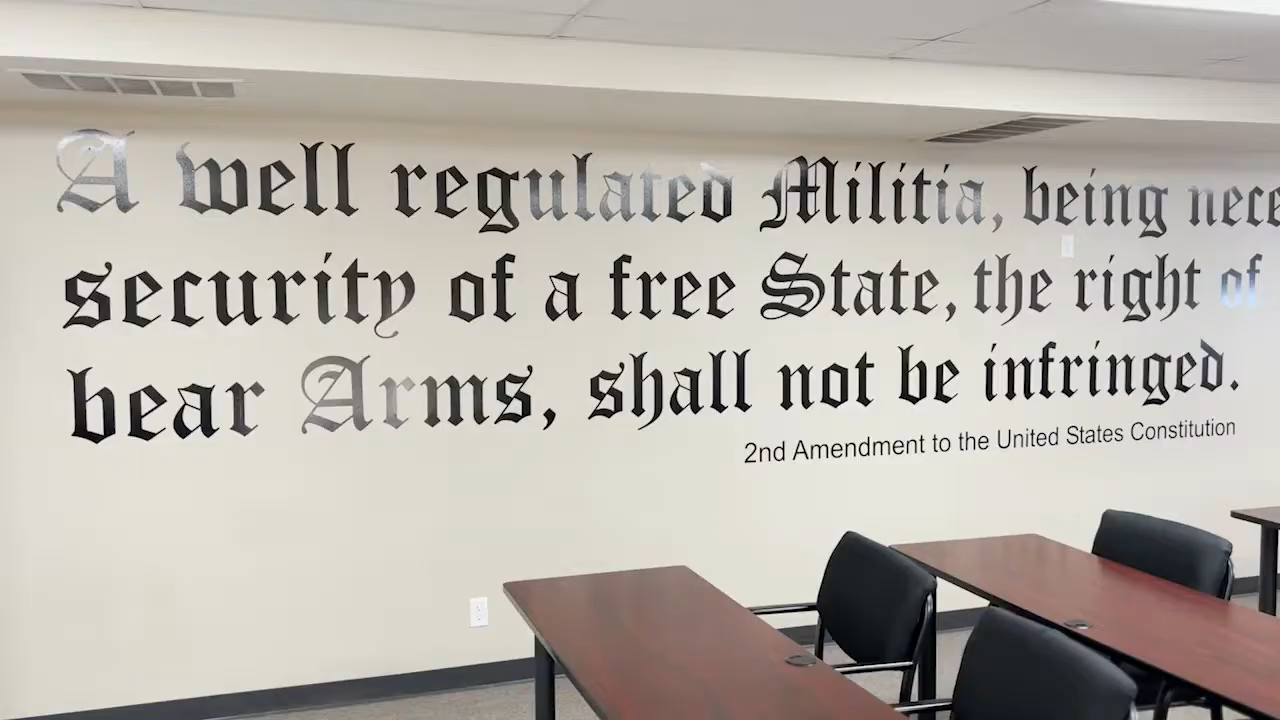 A well regulated Militia, being nece
security of a free State, the right of
bear Arms, shall not be infringed.
2nd Amendment to the United States Constitution